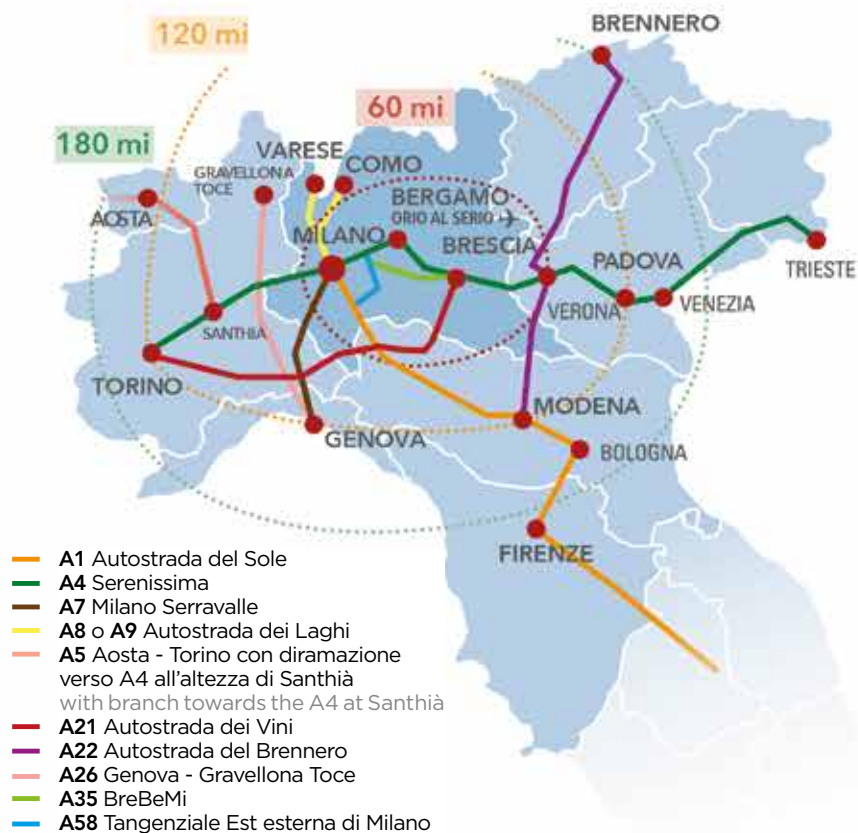 120 mi
BRENNERO
60 mi
180 mi
VARESE
COMO
GRAVELLONA
TOCE
BERGAMO
ORIO AL SERIO
AOSTA
MILANO
BRESCIA
PADOVA
TRIESTE
VERONA
VENEZIA
SANTHIA
TORINO
MODENA
GENOVA
BOLOGNA
FIRENZE
A1 Autostrada del Sole
A4 Serenissima
A7 Milano Serravalle
A8 o A9 Autostrada dei Laghi
A5 Aosta - Torino con diramazione
verso A4 all'altezza di Santhià
with branch towards the A4 at Santhià
A21 Autostrada dei Vini
A22 Autostrada del Brennero
A26 Genova - Gravellona Toce
A35 BreBeMi
A58 Tangenziale Est esterna di Milano